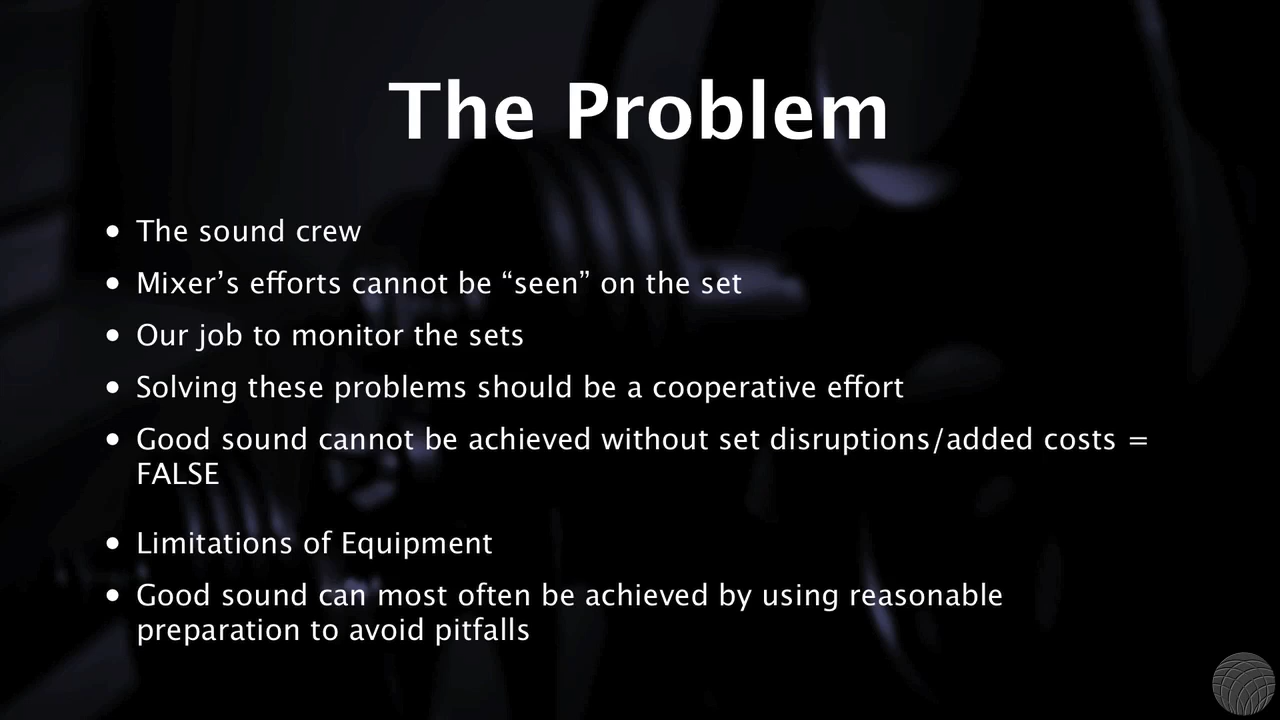 The Problem
• The sound crew
• Mixer’s efforts cannot be “seen” on the set
• Our job to monitor the sets
• Solving these problems should be a cooperative effort
• Good sound cannot be achieved without set disruptions/added costs =
FALSE
• Limitations of Equipment
• Good sound can most often be achieved by using reasonable
preparation to avoid pitfalls